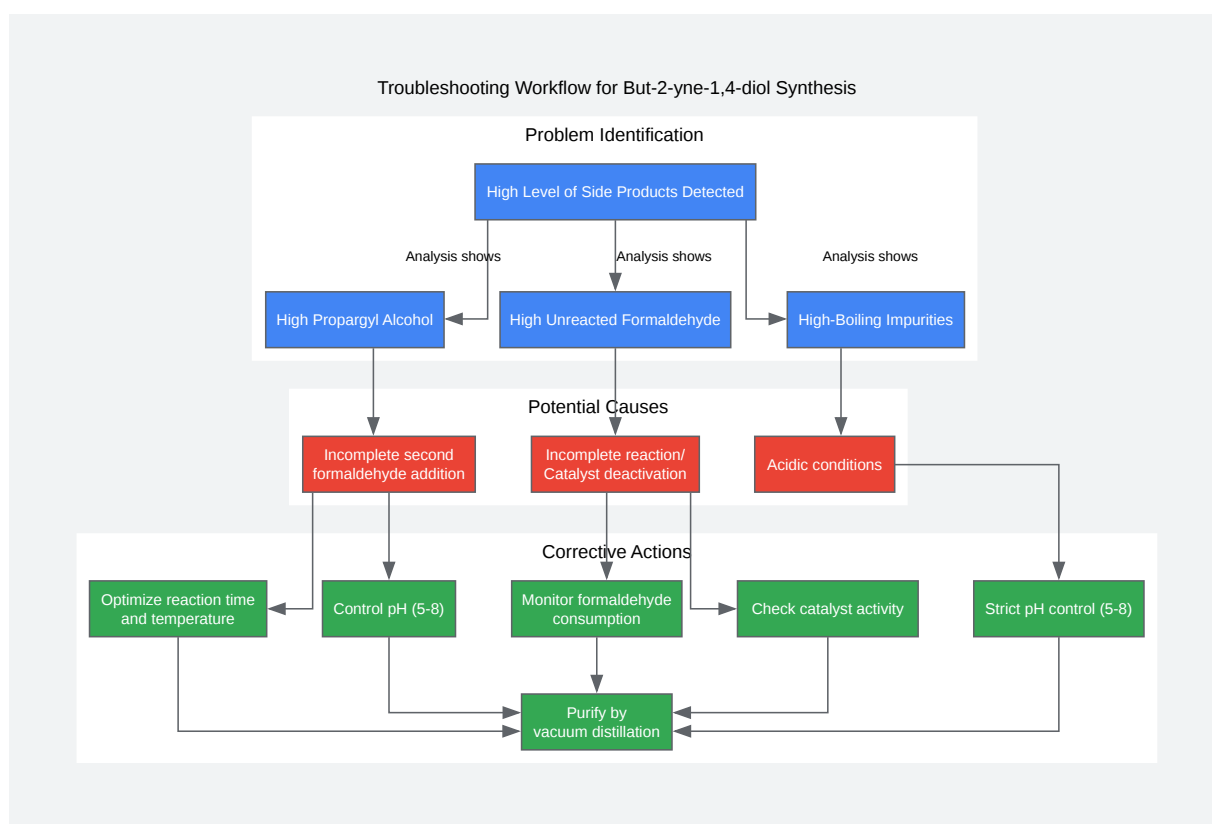 Troubleshooting Workflow for But-2-yne-1,4-diol Synthesis
Problem Identification
High Level of Side Products Detected
Analysis shows
Analysis shows
Analysis shows
High Propargyl Alcohol
High Unreacted Formaldehyde
High-Boiling Impurities
Potential Causes
Incomplete second
formaldehyde addition
Incomplete reaction/
Catalyst deactivation
Acidic conditions
Corrective Actions
Optimize reaction time
and temperature
Control pH (5-8)
Monitor formaldehyde
consumption
Check catalyst activity
Strict pH control (5-8)
Purify by
vacuum distillation